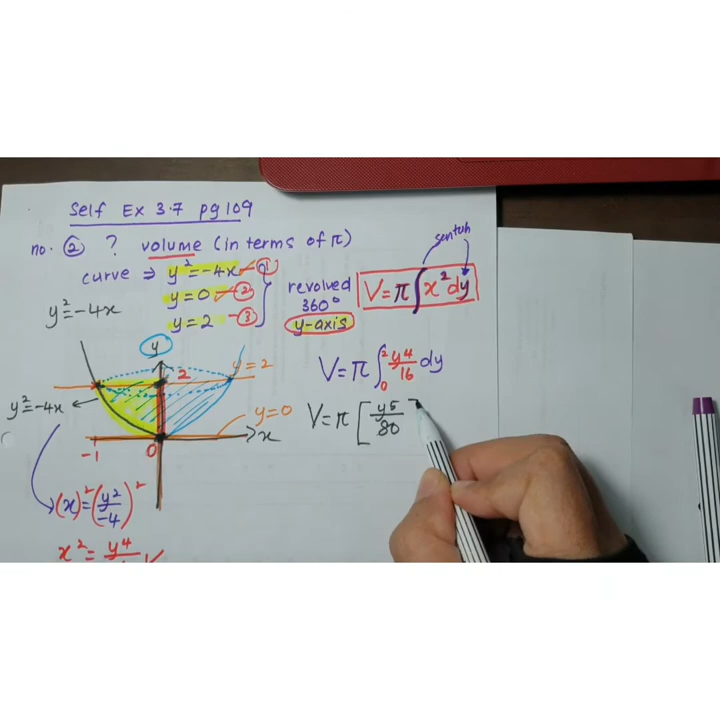 Self Ex 3.7 pg 109
no. ② ? volume (in terms of π)
curve ⇒ y² = -4x — ①
y = 0 — ②
y = 2 — ③
revolved
360°
y-axis
sentuh
V = π ∫ x² dy
y² = -4x
y
y = 2
2
y² = -4x
y = 0
x
-1
0
V = π ∫₀² y⁴/16 dy
V = π [ y5/80 ]
(x)² = (y²/-4)²
x² = y⁴/